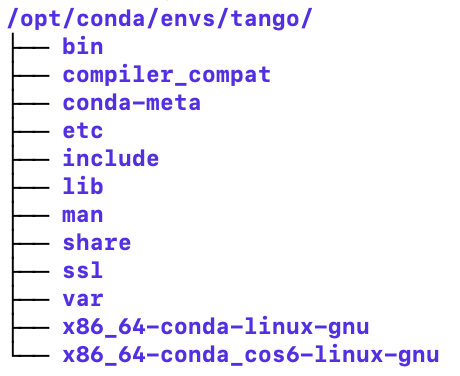 /opt/conda/envs/tango/
├── bin
├── compiler_compat
├── conda-meta
├── etc
├── include
├── lib
├── man
├── share
├── ssl
├── var
├── x86_64-conda-linux-gnu
└── x86_64-conda_cos6-linux-gnu